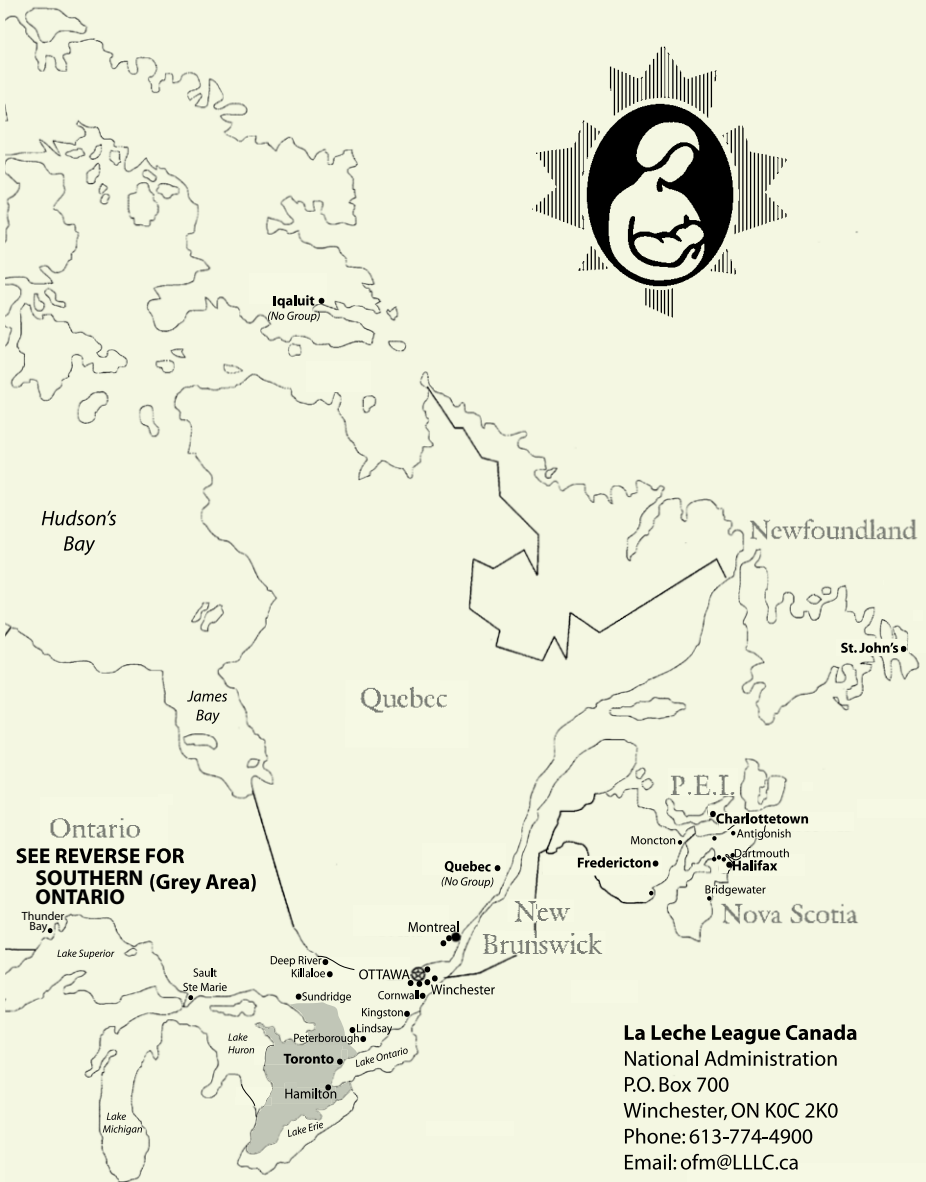 Iqaluit
(No Group)
Hudson's
Bay
Newfoundland
St. John's
James
Bay
Quebec
P.E.I.
Charlottetown
Antigonish
Moncton
Dartmouth
Fredericton
Halifax
Bridgewater
Nova Scotia
Ontario
SEE REVERSE FOR
SOUTHERN (Grey Area)
ONTARIO
Quebec
(No Group)
New
Brunswick
Thunder
Bay
Lake Superior
Montreal
Deep River
Killaloe
OTTAWA
Winchester
Sault
Ste Marie
Sundridge
Cornwall
Kingston
Lindsay
Peterborough
Lake
Huron
Toronto
Lake Ontario
Hamilton
Lake
Michigan
Lake Erie
La Leche League Canada
National Administration
P.O. Box 700
Winchester, ON K0C 2K0
Phone: 613-774-4900
Email: ofm@LLLC.ca